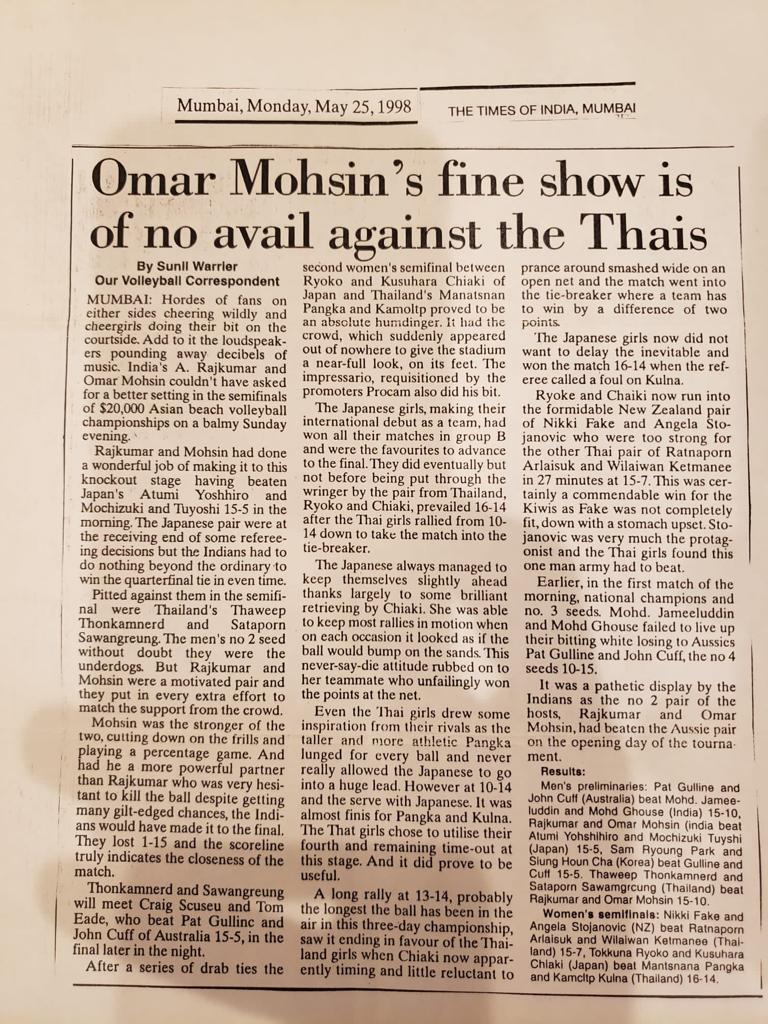 Mumbai, Monday, May 25, 1998
THE TIMES OF INDIA, MUMBAI
Omar Mohsin's fine show is
of no avail against the Thais
By Sunil Warrier
Our Volleyball Correspondent
MUMBAI: Hordes of fans on
either sides cheering wildly and
cheergirls doing their bit on the
courtside. Add to it the loudspeak-
ers pounding away decibels of
music. India's A. Rajkumar and
Omar Mohsin couldn't have asked
for a better setting in the semifinals
of $20,000 Asian beach volleyball
championships on a balmy Sunday
evening.
Rajkumar and Mohsin had done
a wonderful job of making it to this
knockout stage having beaten
Japan's Atumi Yoshhiro and
Mochizuki and Tuyoshi 15-5 in the
morning. The Japanese pair were at
the receiving end of some referee-
ing decisions but the Indians had to
do nothing beyond the ordinary to
win the quarterfinal tie in even time.
Pitted against them in the semifi-
nal were Thailand's Thaweep
Thonkamnerd and Sataporn
Sawangreung. The men's no 2 seed
without doubt they were the
underdogs. But Rajkumar and
Mohsin were a motivated pair and
they put in every extra effort to
match the support from the crowd.
Mohsin was the stronger of the
two, cutting down on the frills and
playing a percentage game. And
had he a more powerful partner
than Rajkumar who was very hesi-
tant to kill the ball despite getting
many gilt-edged chances, the Indi-
ans would have made it to the final.
They lost 1-15 and the scoreline
truly indicates the closeness of the
match.
Thonkamnerd and Sawangreung
will meet Craig Scuseu and Tom
Eade, who beat Pat Gullinc and
John Cuff of Australia 15-5, in the
final later in the night.
After a series of drab ties the
second women's semifinal between
Ryoko and Kusuhara Chiaki of
Japan and Thailand's Manatsnan
Pangka and Kamoltp proved to be
an absolute humdinger. It had the
crowd, which suddenly appeared
out of nowhere to give the stadium
a near-full look, on its feet. The
impressario, requisitioned by the
promoters Procam also did his bit.
The Japanese girls, making their
international debut as a team, had
won all their matches in group B
and were the favourites to advance
to the final. They did eventually but
not before being put through the
wringer by the pair from Thailand,
Ryoko and Chiaki, prevailed 16-14
after the Thai girls rallied from 10-
14 down to take the match into the
tie-breaker.
The Japanese always managed to
keep themselves slightly ahead
thanks largely to some brilliant
retrieving by Chiaki. She was able
to keep most rallies in motion when
on each occasion it looked as if the
ball would bump on the sands. This
never-say-die attitude rubbed on to
her teammate who unfailingly won
the points at the net.
Even the Thai girls drew some
inspiration from their rivals as the
taller and more athletic Pangka
lunged for every ball and never
really allowed the Japanese to go
into a huge lead. However at 10-14
and the serve with Japanese. It was
almost finis for Pangka and Kulna.
The That girls chose to utilise their
fourth and remaining time-out at
this stage. And it did prove to be
useful.
A long rally at 13-14, probably
the longest the ball has been in the
air in this three-day championship,
saw it ending in favour of the Thai-
land girls when Chiaki now appar-
ently timing and little reluctant to
prance around smashed wide on an
open net and the match went into
the tie-breaker where a team has
to win by a difference of two
points.
The Japanese girls now did not
want to delay the inevitable and
won the match 16-14 when the ref-
eree called a foul on Kulna.
Ryoke and Chaiki now run into
the formidable New Zealand pair
of Nikki Fake and Angela Sto-
janovic who were too strong for
the other Thai pair of Ratnaporn
Arlaisuk and Wilaiwan Ketmanee
in 27 minutes at 15-7. This was cer-
tainly a commendable win for the
Kiwis as Fake was not completely
fit, down with a stomach upset. Sto-
janovic was very much the protag-
onist and the Thai girls found this
one man army had to beat.
Earlier, in the first match of the
morning, national champions and
no. 3 seeds. Mohd. Jameeluddin
and Mohd Ghouse failed to live up
their bitting white losing to Aussies
Pat Gulline and John Cuff, the no 4
seeds 10-15.
It was a pathetic display by the
Indians as the no 2 pair of the
hosts, Rajkumar and Omar
Mohsin, had beaten the Aussie pair
on the opening day of the tourna-
ment.
Results:
Men's preliminaries: Pat Gulline and
John Cuff (Australia) beat Mohd. Jamee-
luddin and Mohd Ghouse (India) 15-10,
Rajkumar and Omar Mohsin (india beat
Atumi Yohshihiro and Mochizuki Tuyshi
(Japan) 15-5, Sam Ryoung Park and
Siung Houn Cha (Korea) beat Gulline and
Cuff 15-5. Thaweep Thonkamnerd and
Sataporn Sawamgrcung (Thailand) beat
Rajkumar and Omar Mohsin 15-10.
Women's semifinals: Nikki Fake and
Angela Stojanovic (NZ) beat Ratnaporn
Arlaisuk and Wilaiwan Ketmanee (Thai-
land) 15-7, Tokkuna Ryoko and Kusuhara
Chiaki (Japan) beat Mantsnana Pangka
and Kamcltp Kulna (Thailand) 16-14.